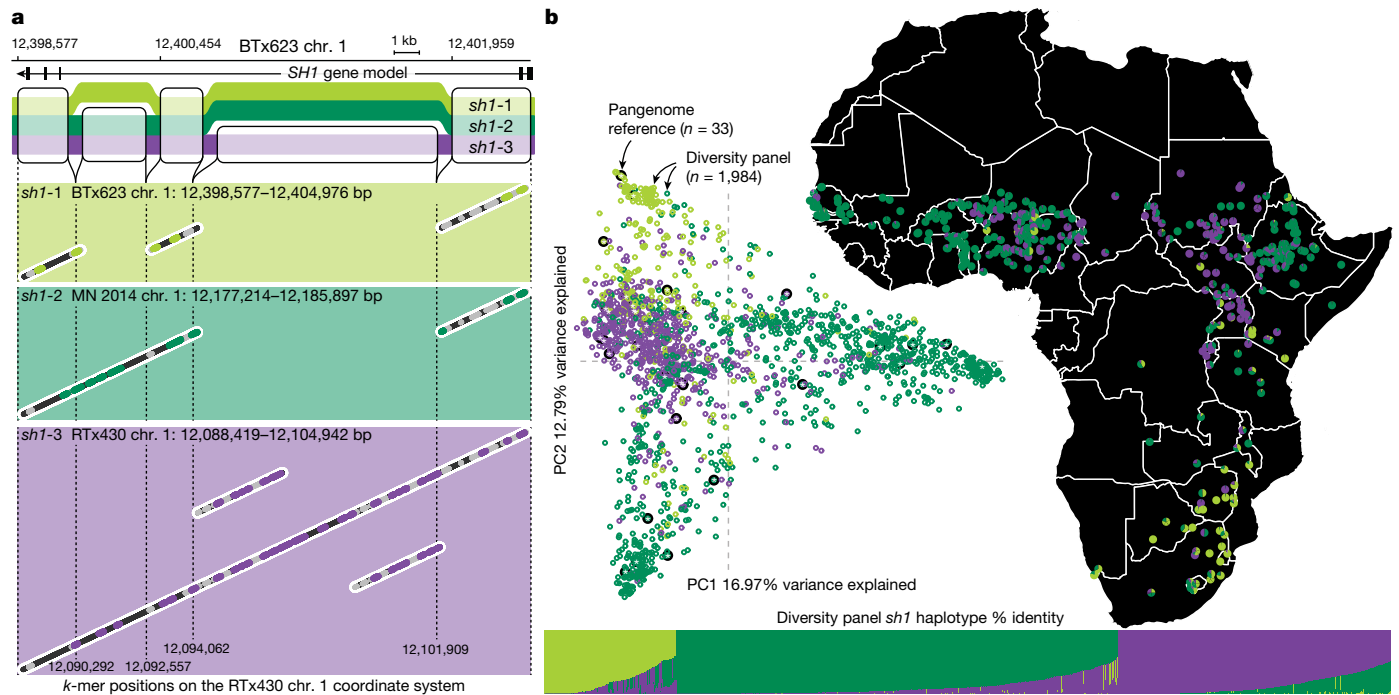 a
12,398,577
12,400,454
BTx623 chr. 1
1 kb
12,401,959
SH1 gene model
sh1-1
sh1-2
sh1-3
sh1-1 BTx623 chr. 1: 12,398,577–12,404,976 bp
sh1-2 MN 2014 chr. 1: 12,177,214–12,185,897 bp
sh1-3 RTx430 chr. 1: 12,088,419–12,104,942 bp
12,094,062
12,101,909
12,090,292
12,092,557
k-mer positions on the RTx430 chr. 1 coordinate system
b
Pangenome
reference (n = 33)
Diversity panel
(n = 1,984)
PC2 12.79% variance explained
PC1 16.97% variance explained
Diversity panel sh1 haplotype % identity